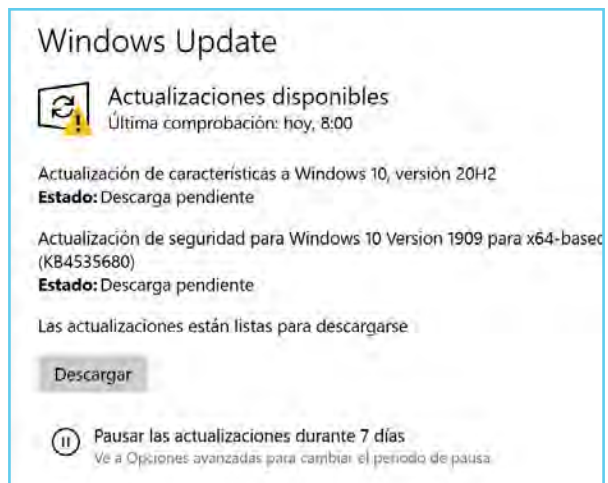 Windows Update
Actualizaciones disponibles
Última comprobación: hoy, 8:00
Actualización de características a Windows 10, versión 20H2
Estado: Descarga pendiente
Actualización de seguridad para Windows 10 Version 1909 para x64-based
(KB4535680)
Estado: Descarga pendiente
Las actualizaciones están listas para descargarse
Descargar
Pausar las actualizaciones durante 7 días
Ve a Opciones avanzadas para cambiar el período de pausa